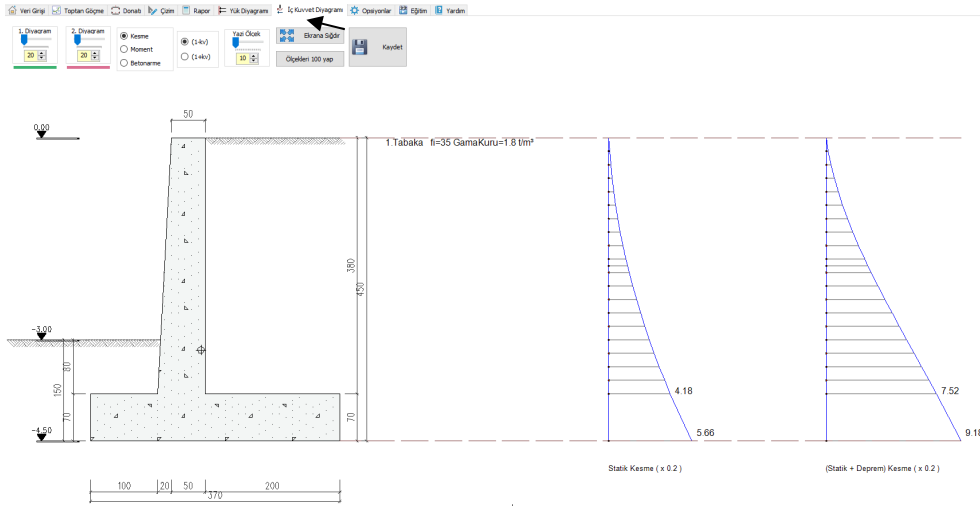 Veri Girişi Toptan Göçme Donatı Çizim Rapor Yük Diyagramı İç Kuvvet Diyagramı Opsiyonlar Eğitim Yardım
1. Diyagram
20
2. Diyagram
20
Kesme
Moment
Betonarme
(1-kv)
(1+kv)
Yazi Ölçek
10
Ekrana Sığdır
Ölçekleri 100 yap
Kaydet
50
0,00
1.Tabaka fi=35 GamaKuru=1.8 t/m³
380
450
-3,00
80
150
70
-4,50
70
4.18
5.66
7.52
9.18
Statik Kesme ( x 0.2 )
(Statik + Deprem) Kesme ( x 0.2 )
100 20 50 200
370